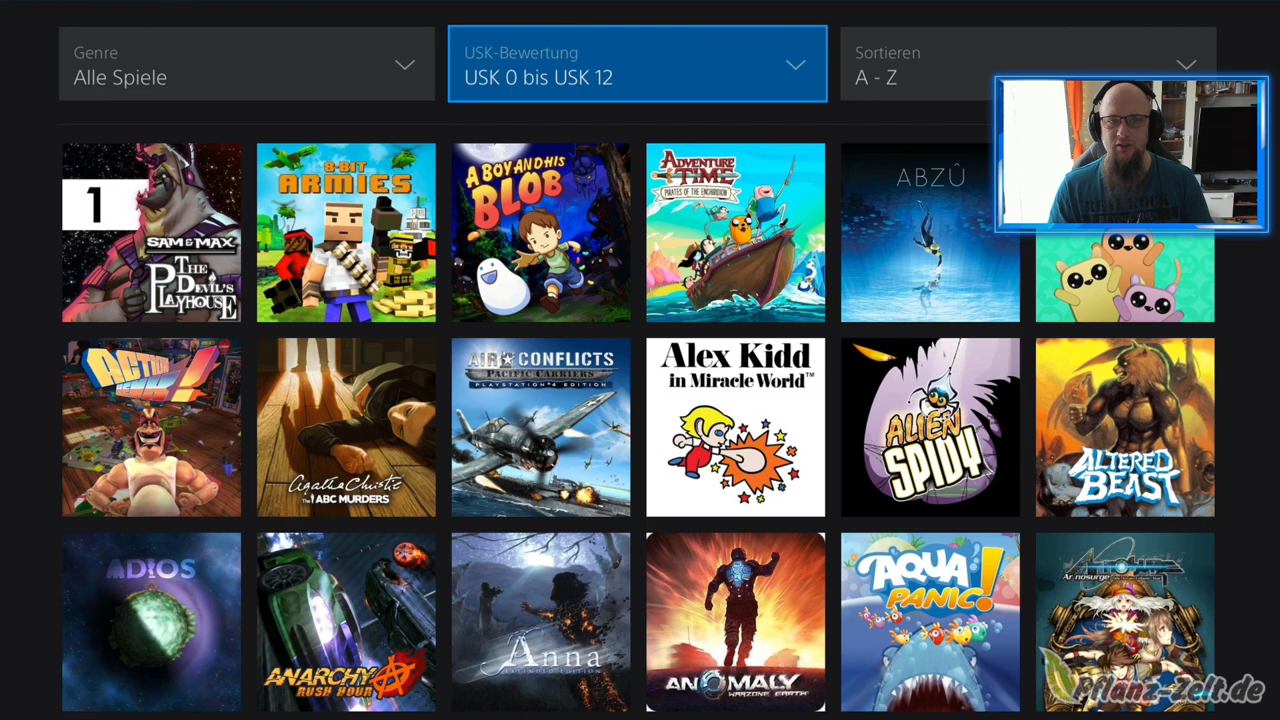 Genre
Alle Spiele
USK-Bewertung
USK 0 bis USK 12
Sortieren
A - Z
1
SAM & MAX
THE DEVIL'S PLAYHOUSE
8-BIT
ARMIES
A BOY AND HIS
BLOB
ADVENTURE
TIME
PIRATES OF THE ENCHIRIDION
ABZÛ
Agatha Christie
The ABC MURDERS
AIR CONFLICTS
PACIFIC CARRIERS
PLAYSTATION®4 EDITION
Alex Kidd
in Miracle World™
ALIEN
SPIDY
ALTERED
BEAST
ADIOS
ANARCHY
RUSH HOUR
Anna
EXTENDED EDITION
ANOMALY
WARZONE EARTH
AQUA
PANIC!
Ar nosurge
Pflanz-Zelt.de